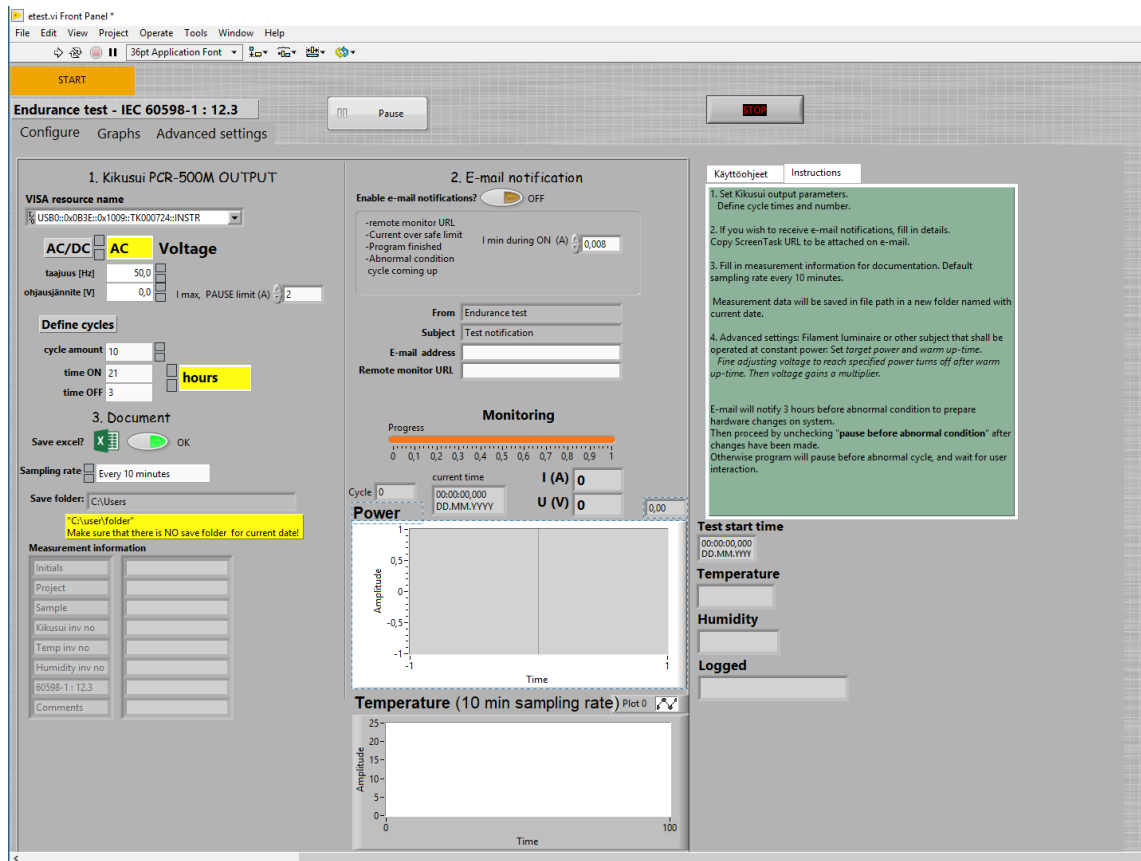 etest.vi Front Panel *
File Edit View Project Operate Tools Window Help
36pt Application Font
START
Endurance test - IEC 60598-1 : 12.3
Pause
STOP
Configure Graphs Advanced settings
1. Kikusui PCR-500M OUTPUT
VISA resource name
USB0::0x0B3E::0x1009::TK000724::INSTR
AC/DC AC Voltage
taajuus [Hz] 50,0
ohjausjännite [V] 0,0 I max, PAUSE limit (A) 2
Define cycles
cycle amount 10
time ON 21
hours
time OFF 3
3. Document
Save excel? OK
Sampling rate Every 10 minutes
Save folder: C:\Users
"C:\user\folder"
Make sure that there is NO save folder for current date!
Measurement information
Initials
Project
Sample
Kikusui inv no
Temp inv no
Humidity inv no
60598-1 : 12.3
Comments
2. E-mail notification
Enable e-mail notifications? OFF
-remote monitor URL
-Current over safe limit
-Program finished
-Abnormal condition
cycle coming up
I min during ON (A) 0,008
From Endurance test
Subject Test notification
E-mail address
Remote monitor URL
Monitoring
Progress
0 0,1 0,2 0,3 0,4 0,5 0,6 0,7 0,8 0,9 1
current time
I (A) 0
Cycle 0
00:00:00,000
DD.MM.YYYY
U (V) 0
0,00
Power
1
0,5
0
-0,5
-1
Amplitude
-1 1
Time
Temperature (10 min sampling rate) Plot 0
25
20
15
10
5
0
Amplitude
0 100
Time
Käyttöohjeet Instructions
1. Set Kikusui output parameters.
Define cycle times and number.
2. If you wish to receive e-mail notifications, fill in details.
Copy ScreenTask URL to be attached on e-mail.
3. Fill in measurement information for documentation. Default
sampling rate every 10 minutes.
Measurement data will be saved in file path in a new folder named with
current date.
4. Advanced settings: Filament luminaire or other subject that shall be
operated at constant power: Set target power and warm up-time.
Fine adjusting voltage to reach specified power turns off after warm
up-time. Then voltage gains a multiplier.
E-mail will notify 3 hours before abnormal condition to prepare
hardware changes on system.
Then proceed by unchecking "pause before abnormal condition" after
changes have been made.
Otherwise program will pause before abnormal cycle, and wait for user
interaction.
Test start time
00:00:00,000
DD.MM.YYYY
Temperature
Humidity
Logged